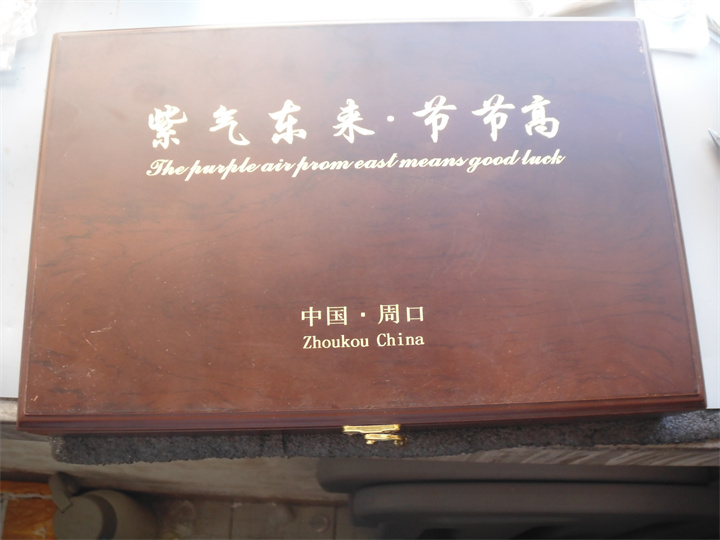 紫气东来·节节高
The purple air prom east means good luck
中国·周口
Zhoukou China